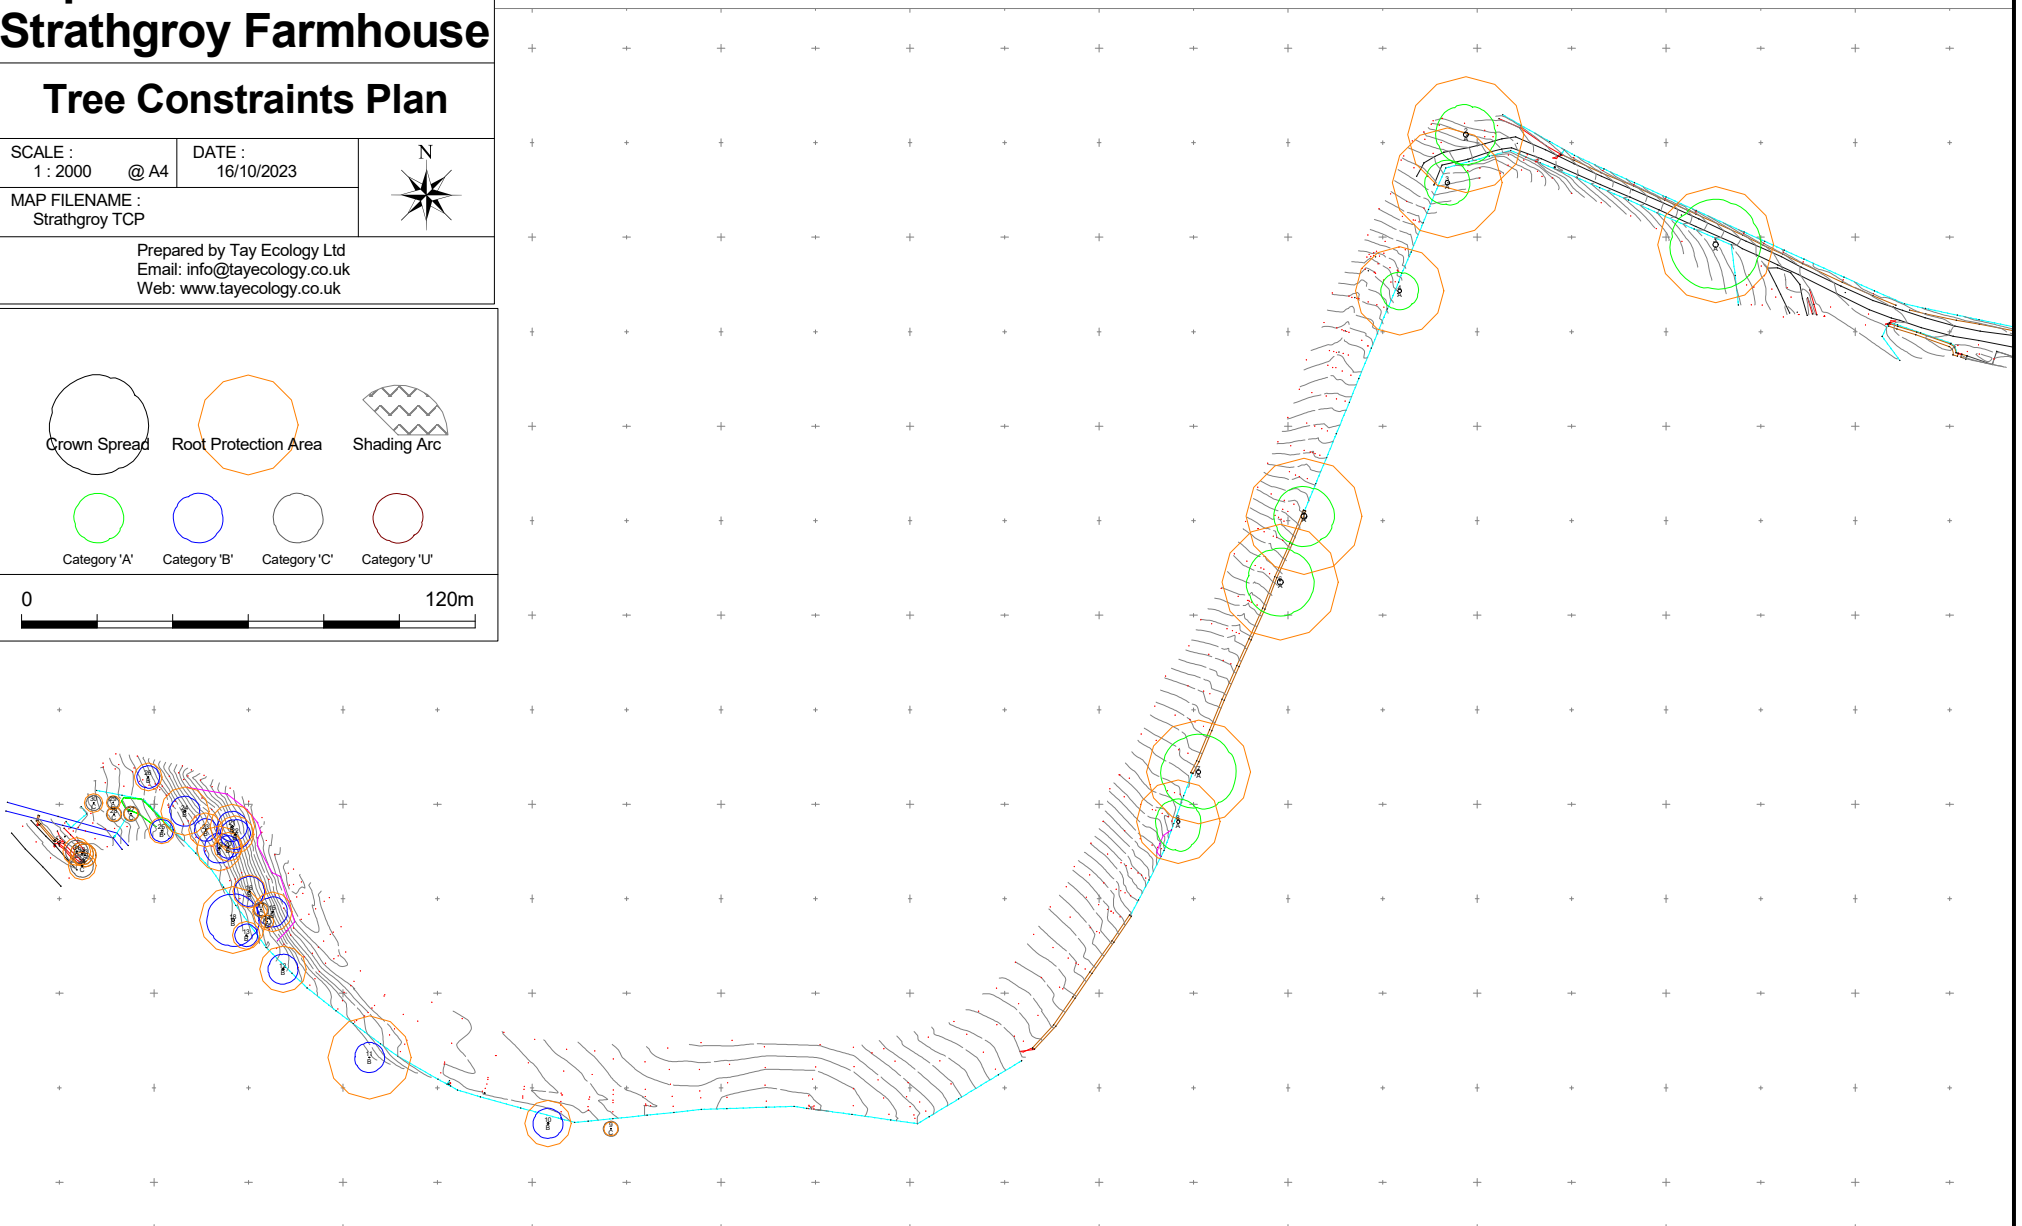 Strathgroy Farmhouse
Tree Constraints Plan
SCALE :
1 : 2000 @ A4
DATE :
16/10/2023
N
MAP FILENAME :
Strathgroy TCP
Prepared by Tay Ecology Ltd
Email: info@tayecology.co.uk
Web: www.tayecology.co.uk
Crown Spread
Root Protection Area
Shading Arc
Category 'A'
Category 'B'
Category 'C'
Category 'U'
0 120m
11
B
10
B